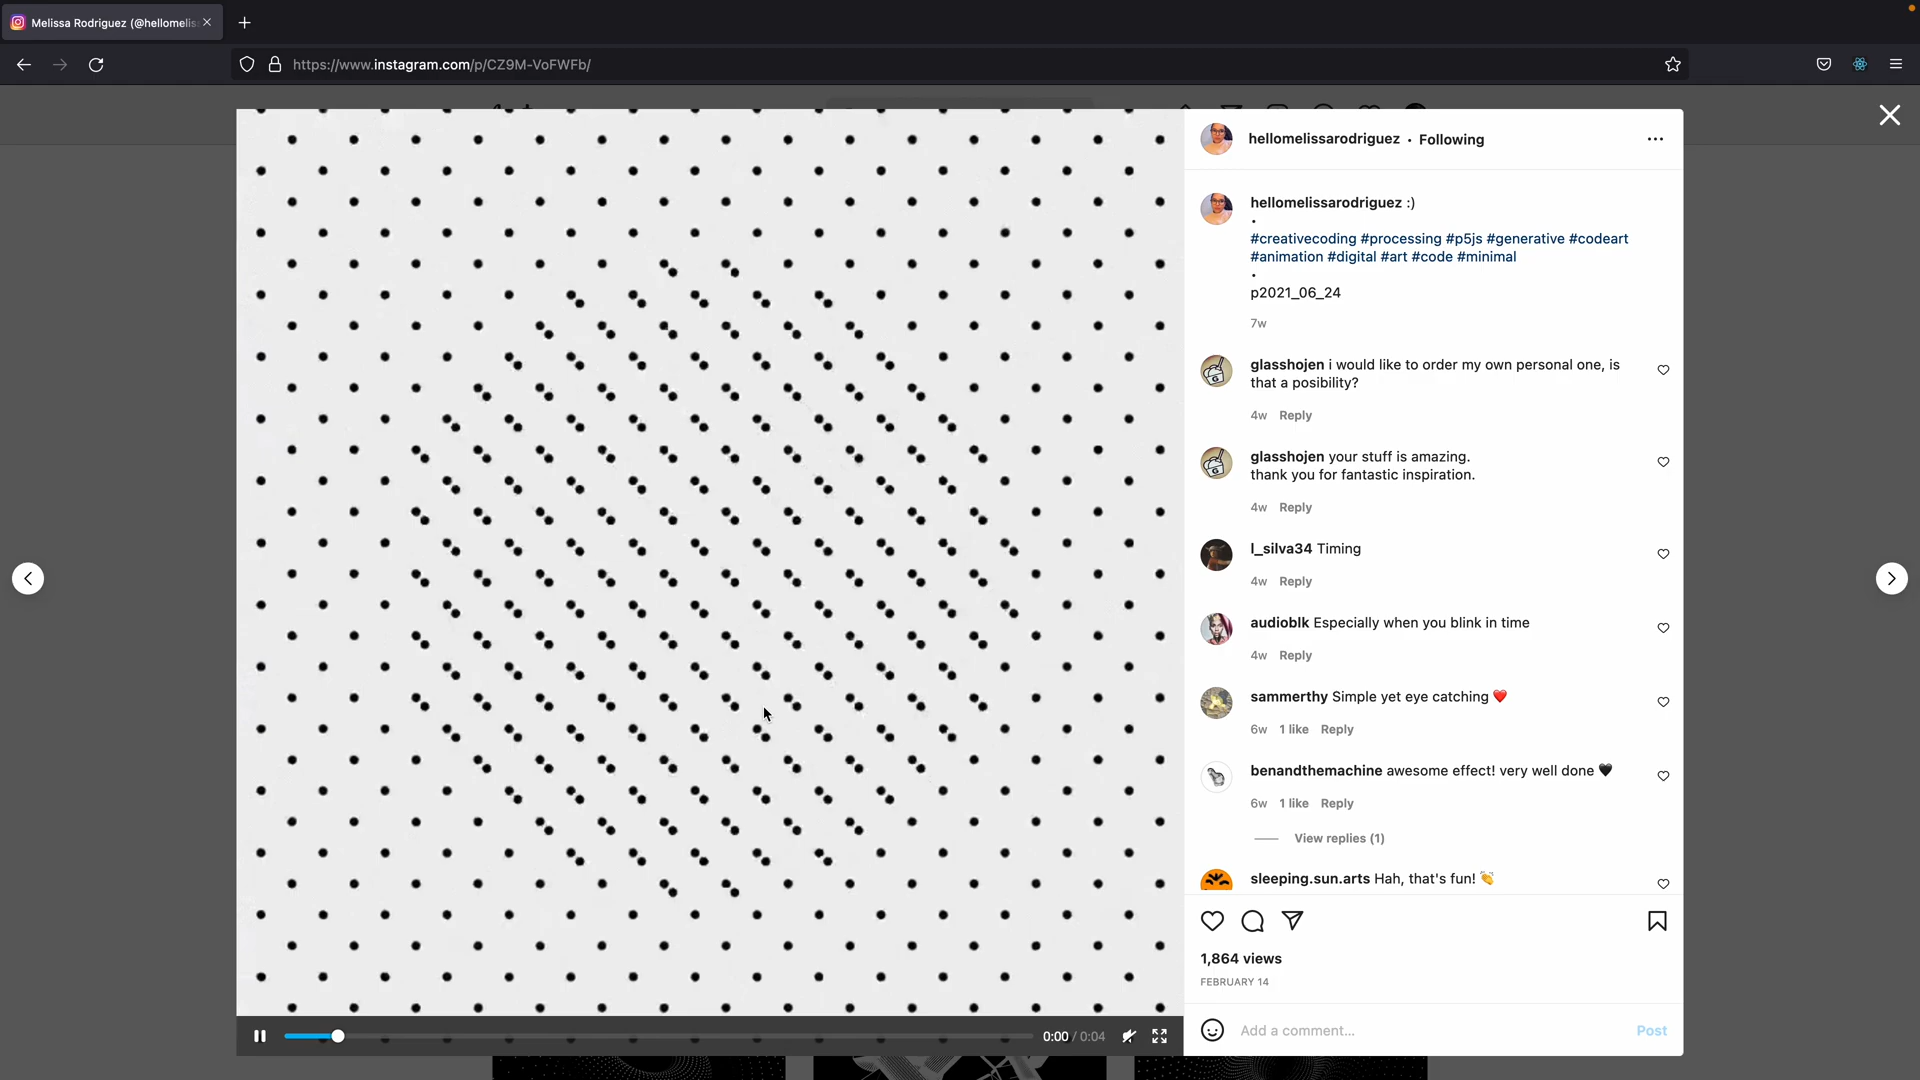 Melissa Rodriguez (@hellomelis
https://www.instagram.com/p/CZ9M-VoFWFb/
hellomelissarodriguez • Following
hellomelissarodriguez :)
•
#creativecoding #processing #p5js #generative #codeart
#animation #digital #art #code #minimal
•
p2021_06_24
7w
glasshojen i would like to order my own personal one, is
that a posibility?
4w Reply
glasshojen your stuff is amazing.
thank you for fantastic inspiration.
4w Reply
l_silva34 Timing
4w Reply
audioblk Especially when you blink in time
4w Reply
sammerthy Simple yet eye catching ❤️
6w 1 like Reply
benandthemachine awesome effect! very well done 🖤
6w 1 like Reply
View replies (1)
sleeping.sun.arts Hah, that's fun! 👏
1,864 views
FEBRUARY 14
0:00 / 0:04
Add a comment...
Post